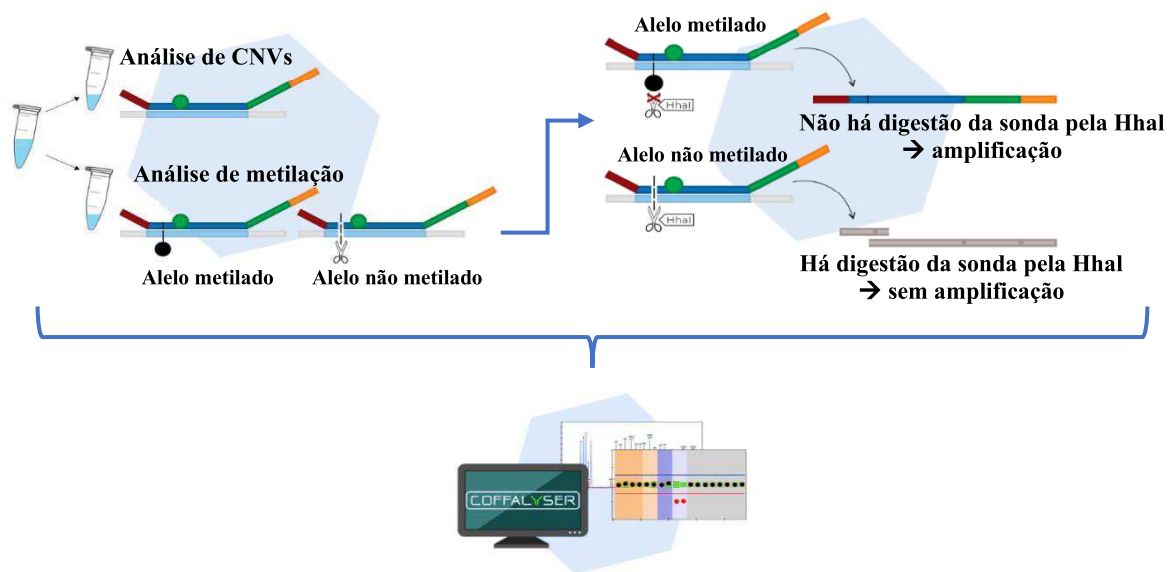 Análise de CNVs
Análise de metilação
Alelo metilado
Alelo não metilado
Alelo metilado
HhaI
Não há digestão da sonda pela HhaI
→ amplificação
Alelo não metilado
HhaI
Há digestão da sonda pela HhaI
→ sem amplificação
COFFALYSER